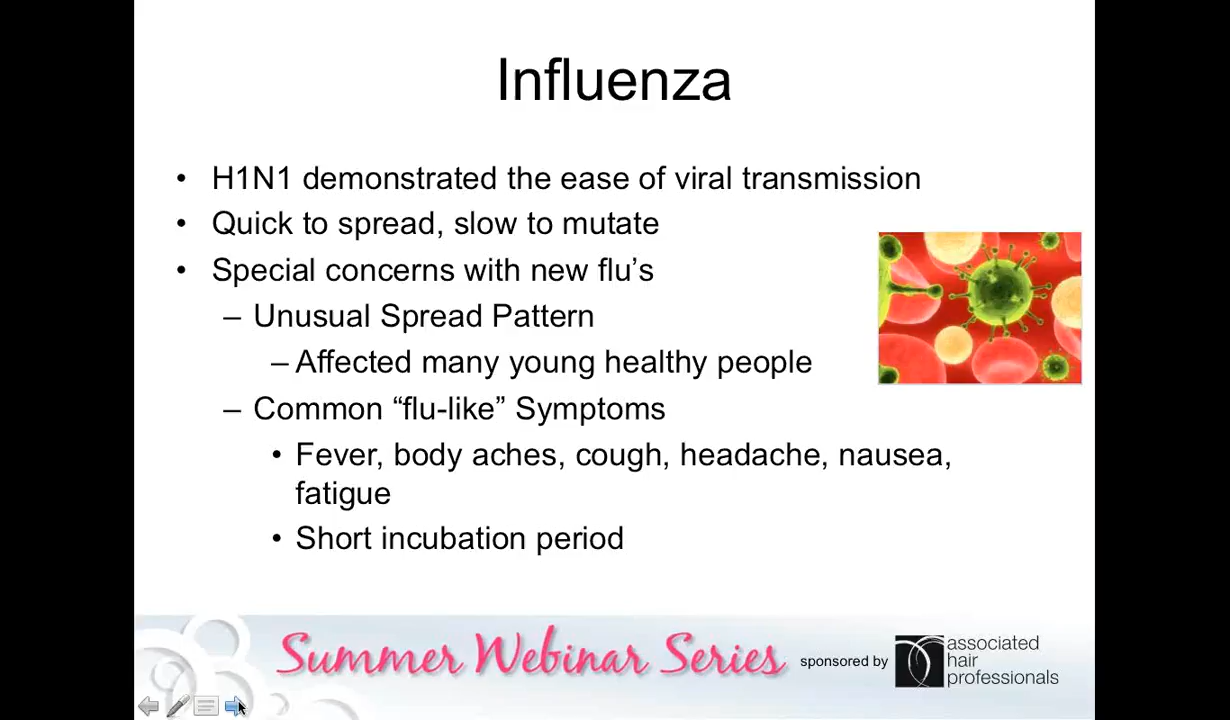 Influenza
• H1N1 demonstrated the ease of viral transmission
• Quick to spread, slow to mutate
• Special concerns with new flu’s
– Unusual Spread Pattern
– Affected many young healthy people
– Common “flu-like” Symptoms
• Fever, body aches, cough, headache, nausea,
fatigue
• Short incubation period
Summer Webinar Series sponsored by
associated
hair
professionals